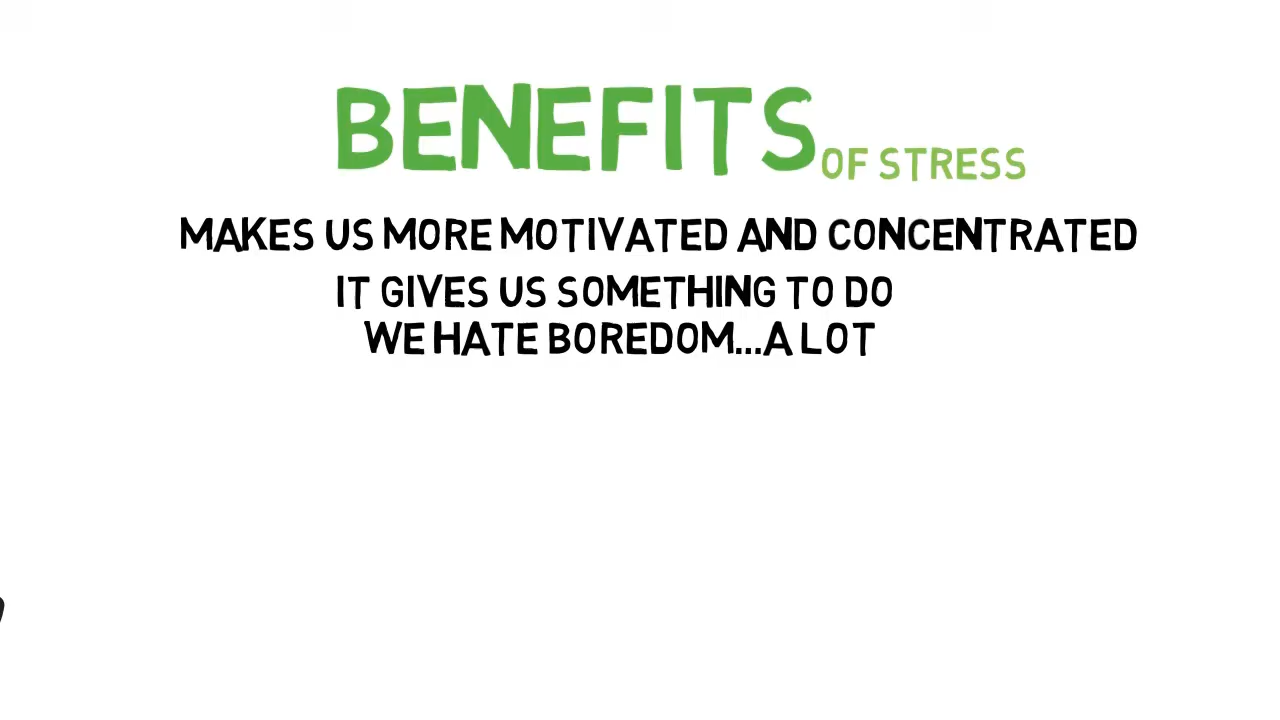 BENEFITS OF STRESS
MAKES US MORE MOTIVATED AND CONCENTRATED
IT GIVES US SOMETHING TO DO
WE HATE BOREDOM...A LOT